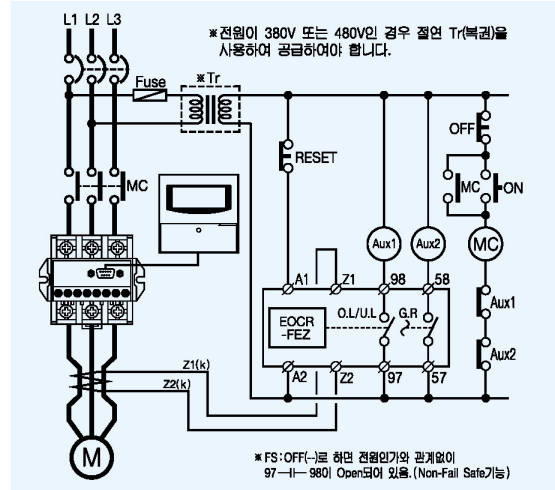 L1 L2 L3
※전원이 380V 또는 480V인 경우 절연 Tr(복권)을
사용하여 공급하여야 합니다.
Fuse
※Tr
OFF
RESET
MC
MC
ON
Aux1
Aux2
MC
A1
Z1
98
58
Aux1
EOCR
-FEZ
O.L/U.L
G.R
Aux2
A2
Z2
97
57
Z1(k)
Z2(k)
M
※FS:OFF(--)로 하면 전원인가와 관계없이
97 ⊣⊢ 98이 Open되어 있음.(Non-Fail Safe기능)